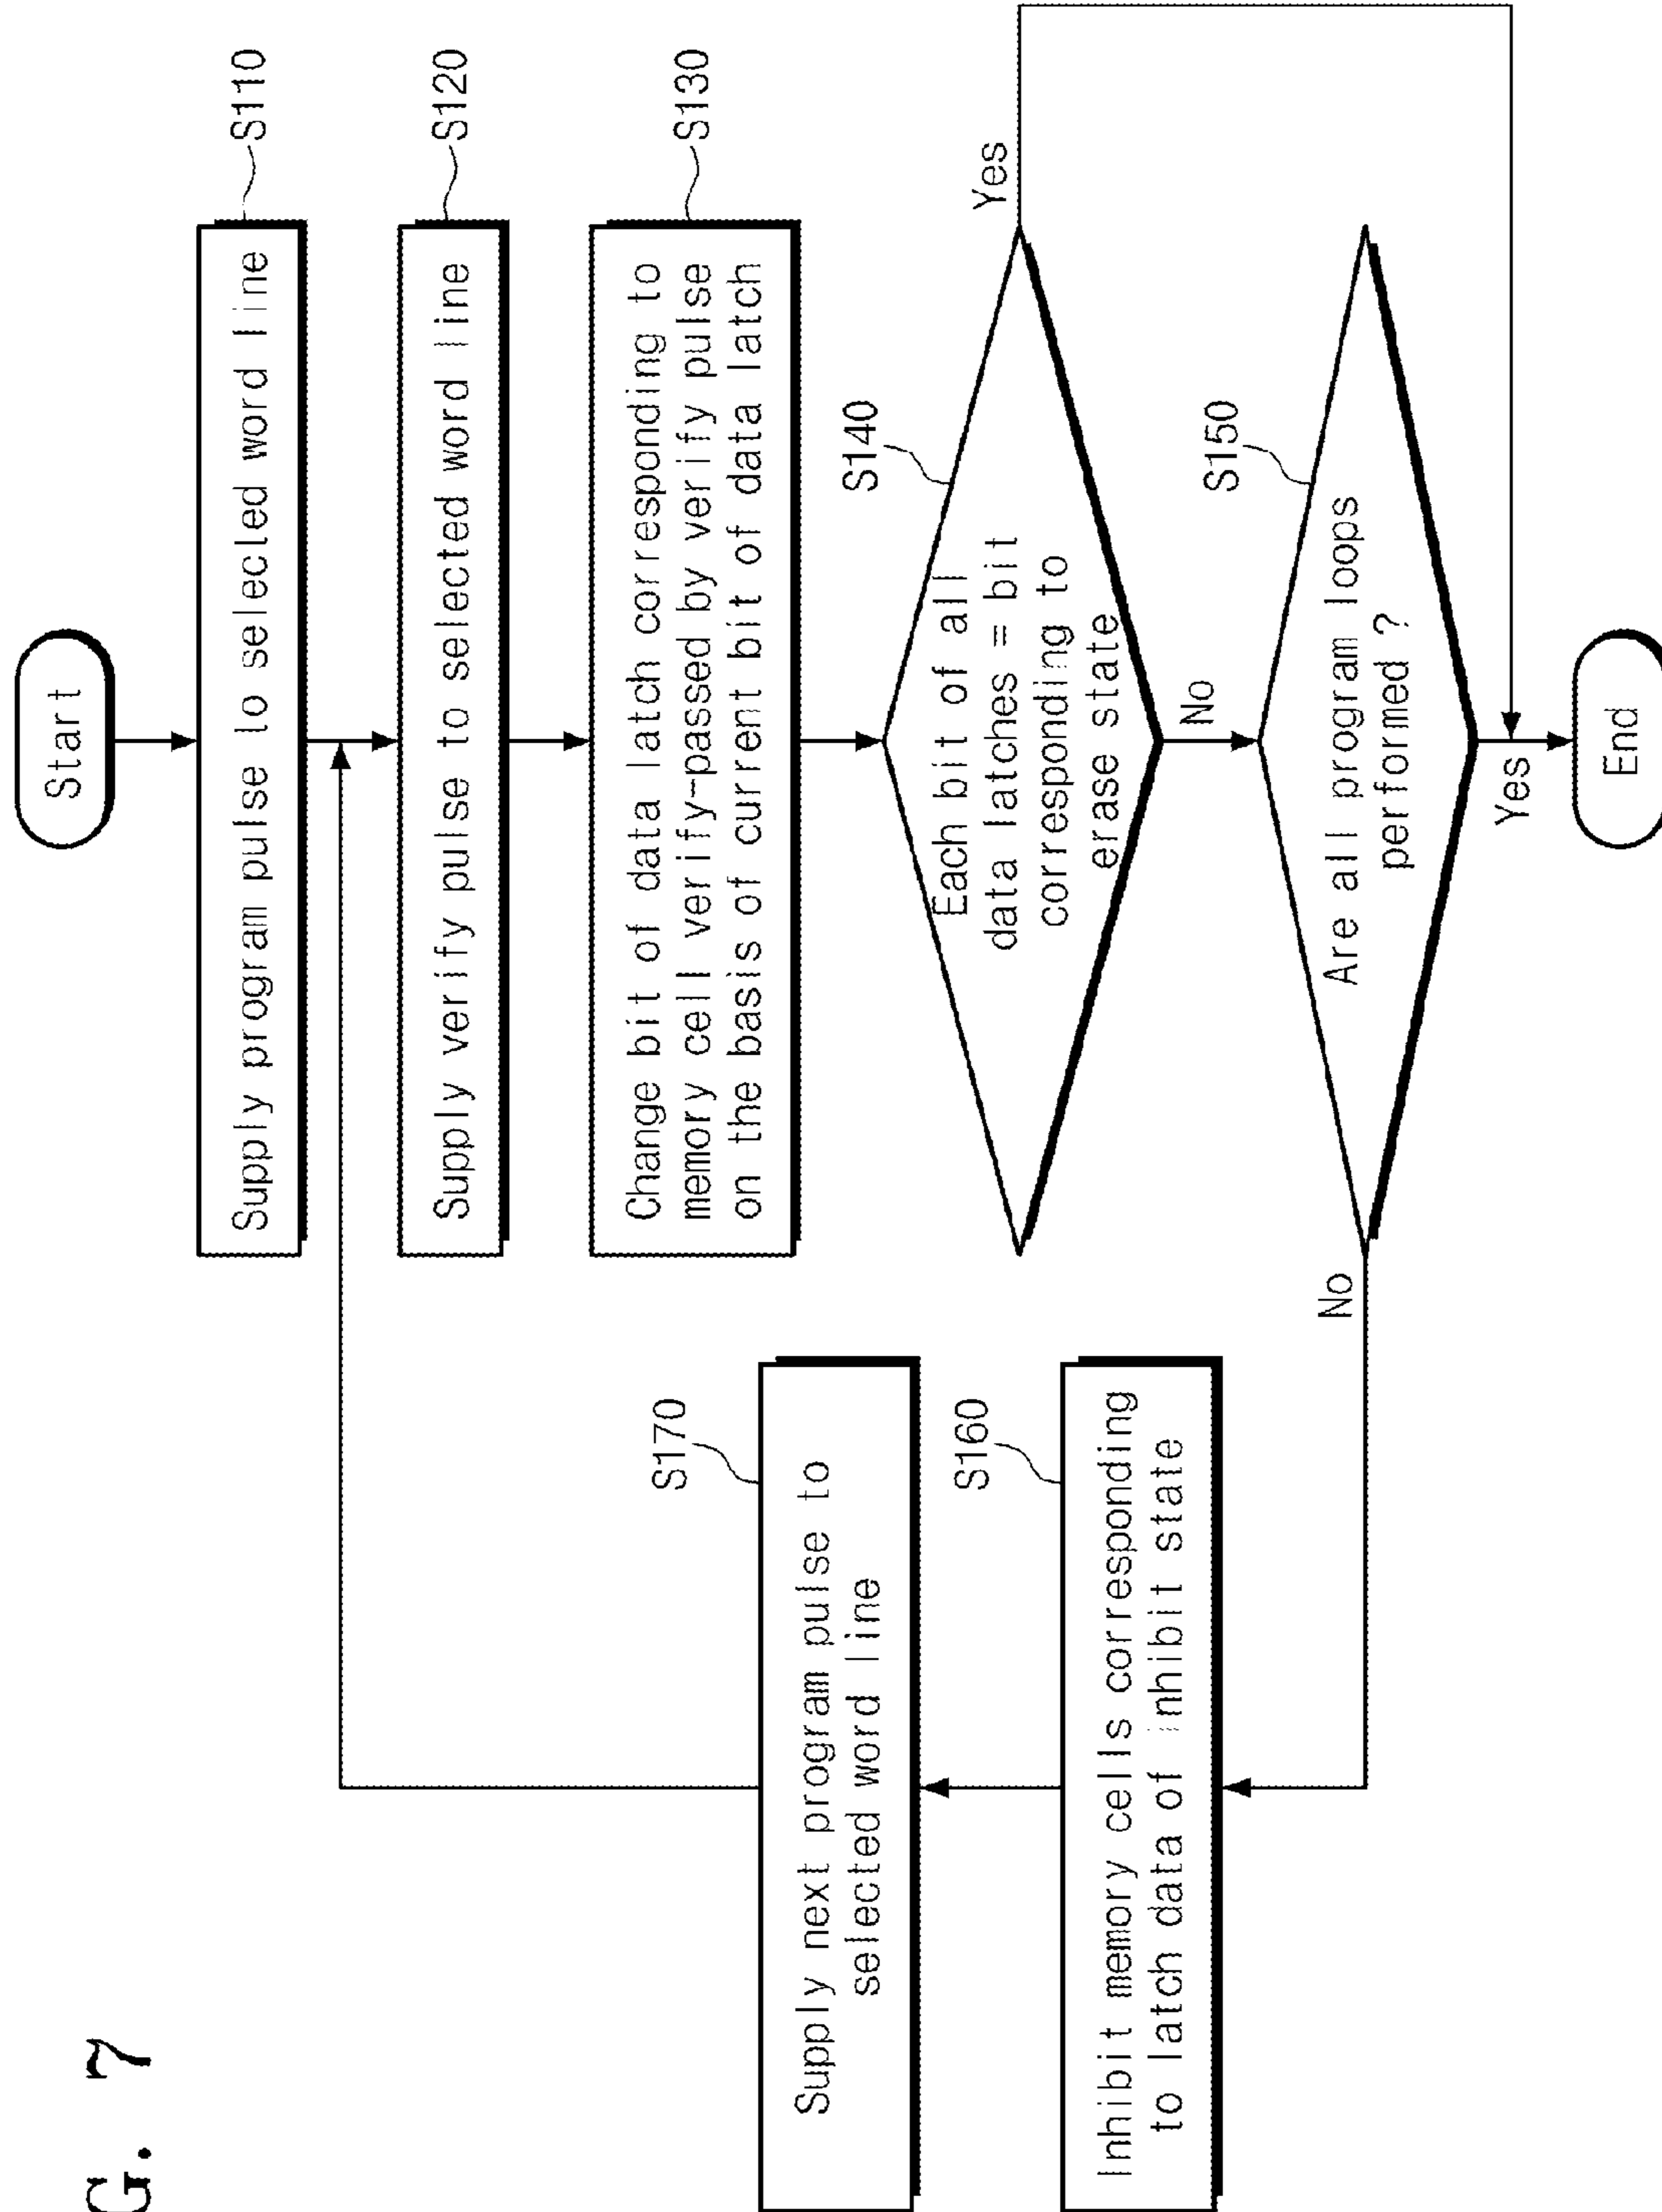 G. 7
Start
Supply program pulse to selected word line
S110
Supply verify pulse to selected word line
S120
Change bit of data latch corresponding to
memory cell verify-passed by verify pulse
on the basis of current bit of data latch
S130
S140
Each bit of all
data latches = bit
corresponding to
erase state
Yes
No
S150
Are all program loops
performed ?
No
Yes
End
S170
Supply next program pulse to
selected word line
S160
Inhibit memory cells corresponding
to latch data of inhibit state